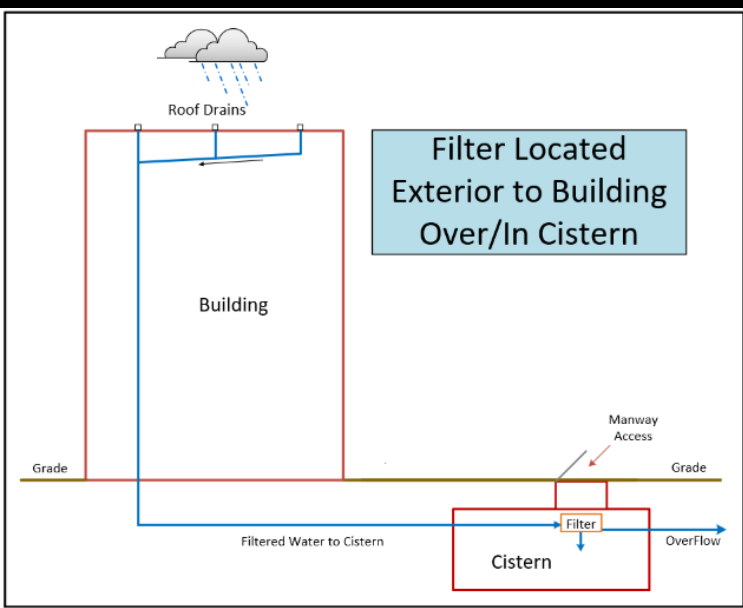 Roof Drains
Filter Located
Exterior to Building
Over/In Cistern
Building
Manway
Access
Grade
Grade
Filter
Filtered Water to Cistern
OverFlow
Cistern